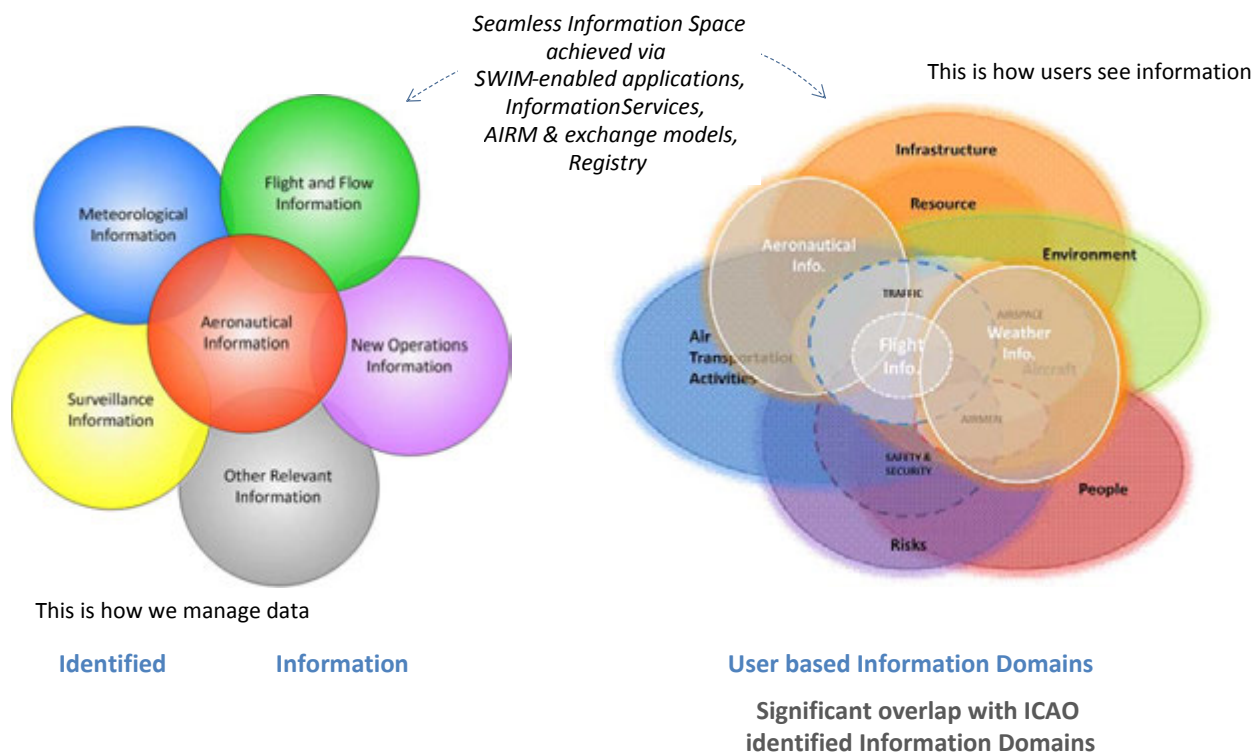 Seamless Information Space
achieved via
SWIM-enabled applications,
InformationServices,
AIRM & exchange models,
Registry
This is how users see information
Meteorological
Information
Flight and Flow
Information
Aeronautical
Information
New Operations
Information
Surveillance
Information
Other Relevant
Information
This is how we manage data
Identified Information
Infrastructure
Resource
Environment
Aeronautical
Info.
TRAFFIC
AIRSPACE
Weather
Info.
Flight
Info.
Aircraft
Air
Transportation
Activities
AIRMEN
SAFETY &
SECURITY
People
Risks
User based Information Domains
Significant overlap with ICAO
identified Information Domains